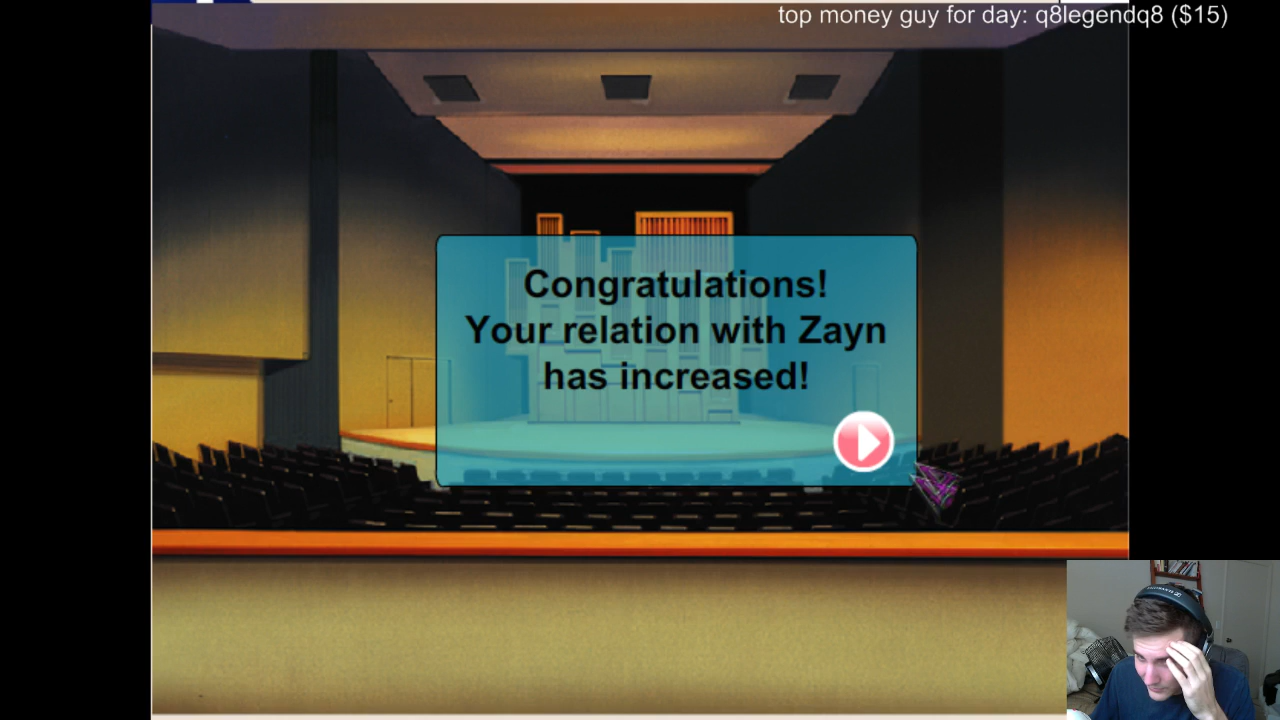 top money guy for day: q8legendq8 ($15)
Congratulations!
Your relation with Zayn
has increased!